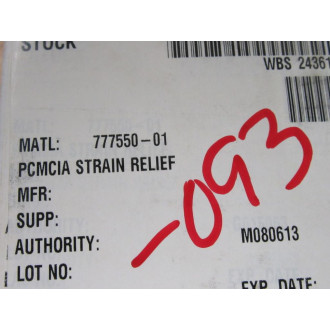 STOCK
WBS 24361
MATL: 777550-01
PCMCIA STRAIN RELIEF
MFR:
SUPP:
-093
AUTHORITY: M080613
LOT NO:
EXP. DATE: